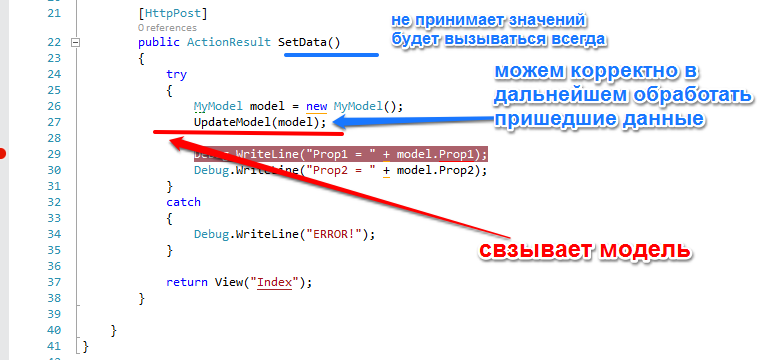 21 [HttpPost]
0 references
22 public ActionResult SetData()
не принимает значений
будет вызываться всегда
23 {
24 try
25 {
можем корректно в
дальнейшем обработать
пришедшие данные
26 MyModel model = new MyModel();
27 UpdateModel(model);
28
29 Debug.WriteLine("Prop1 = " + model.Prop1);
30 Debug.WriteLine("Prop2 = " + model.Prop2);
31 }
32 catch
33 {
34 Debug.WriteLine("ERROR!");
35 }
свзывает модель
36
37 return View("Index");
38 }
39
40 }
41 }